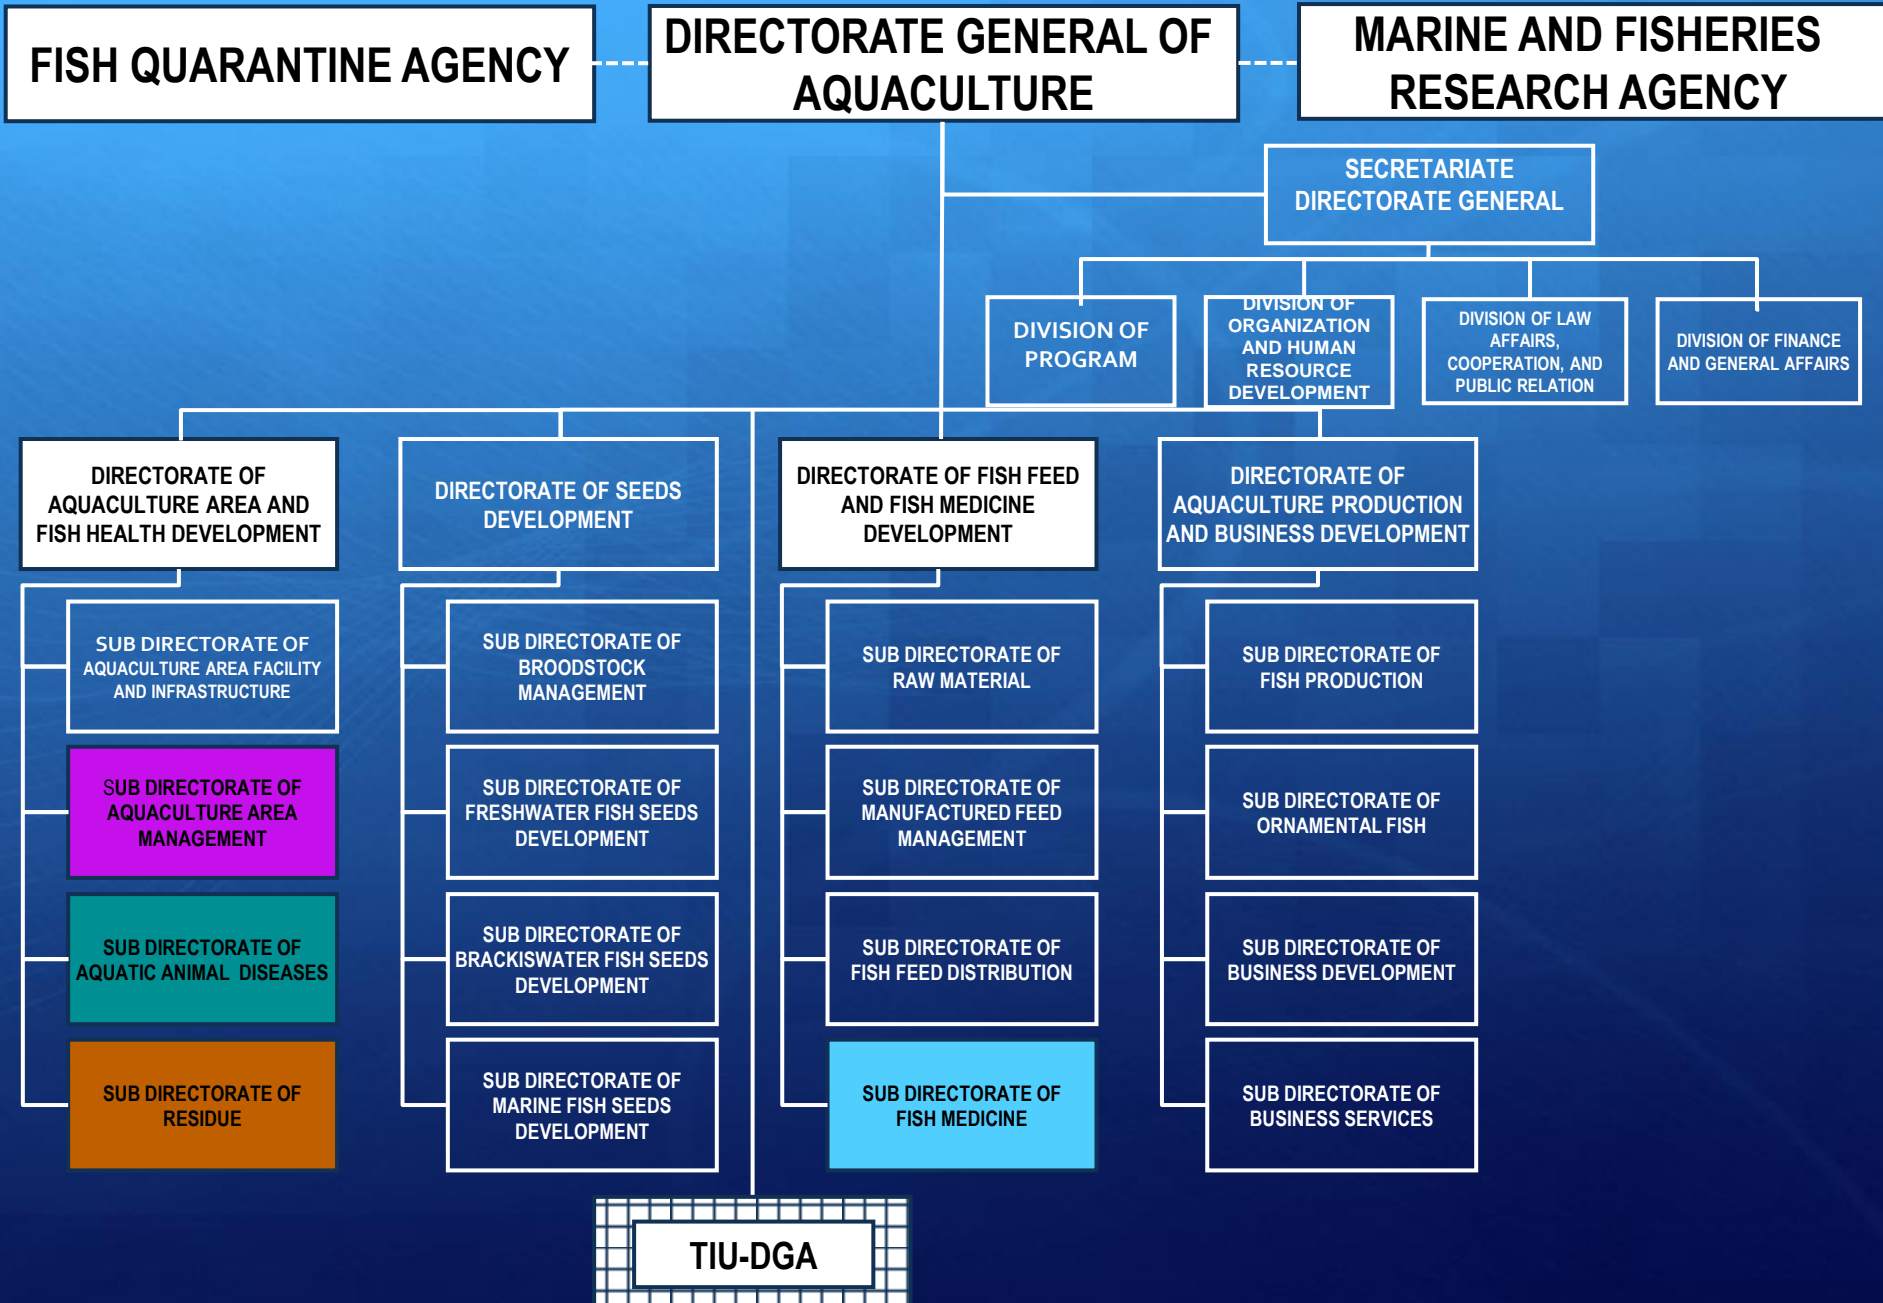 FISH QUARANTINE AGENCY
DIRECTORATE GENERAL OF
AQUACULTURE
MARINE AND FISHERIES
RESEARCH AGENCY
SECRETARIATE
DIRECTORATE GENERAL
DIVISION OF
PROGRAM
DIVISION OF
ORGANIZATION
AND HUMAN
RESOURCE
DEVELOPMENT
DIVISION OF LAW
AFFAIRS,
COOPERATION, AND
PUBLIC RELATION
DIVISION OF FINANCE
AND GENERAL AFFAIRS
DIRECTORATE OF
AQUACULTURE AREA AND
FISH HEALTH DEVELOPMENT
DIRECTORATE OF SEEDS
DEVELOPMENT
DIRECTORATE OF FISH FEED
AND FISH MEDICINE
DEVELOPMENT
DIRECTORATE OF
AQUACULTURE PRODUCTION
AND BUSINESS DEVELOPMENT
SUB DIRECTORATE OF
AQUACULTURE AREA FACILITY
AND INFRASTRUCTURE
SUB DIRECTORATE OF
BROODSTOCK
MANAGEMENT
SUB DIRECTORATE OF
RAW MATERIAL
SUB DIRECTORATE OF
FISH PRODUCTION
SUB DIRECTORATE OF
AQUACULTURE AREA
MANAGEMENT
SUB DIRECTORATE OF
FRESHWATER FISH SEEDS
DEVELOPMENT
SUB DIRECTORATE OF
MANUFACTURED FEED
MANAGEMENT
SUB DIRECTORATE OF
ORNAMENTAL FISH
SUB DIRECTORATE OF
AQUATIC ANIMAL DISEASES
SUB DIRECTORATE OF
BRACKISWATER FISH SEEDS
DEVELOPMENT
SUB DIRECTORATE OF
FISH FEED DISTRIBUTION
SUB DIRECTORATE OF
BUSINESS DEVELOPMENT
SUB DIRECTORATE OF
RESIDUE
SUB DIRECTORATE OF
MARINE FISH SEEDS
DEVELOPMENT
SUB DIRECTORATE OF
FISH MEDICINE
SUB DIRECTORATE OF
BUSINESS SERVICES
TIU-DGA